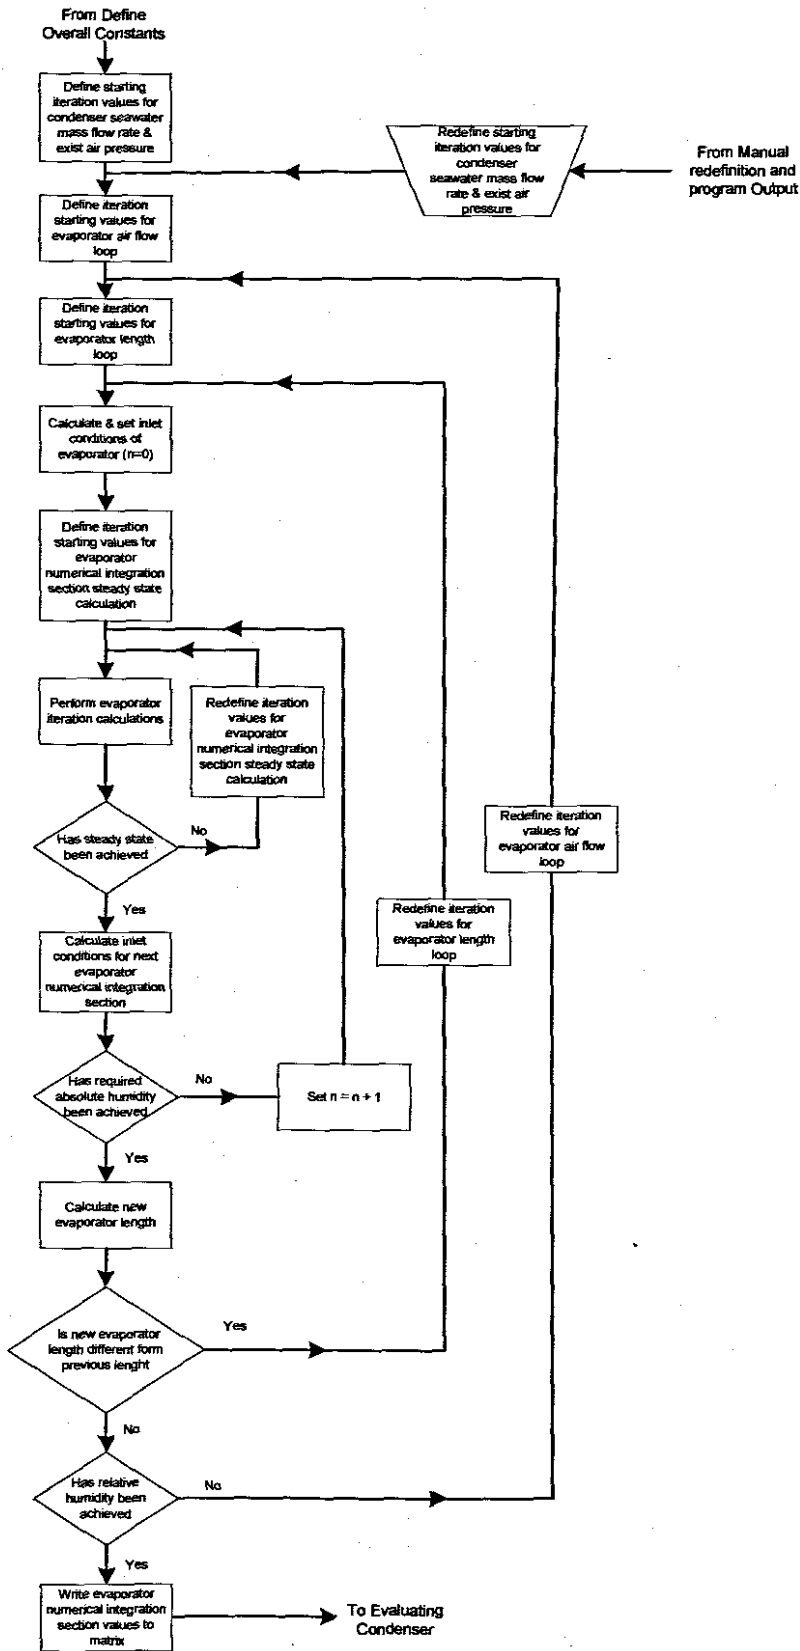 From Define
Overall Constants
Define starting
iteration values for
condenser seawater
mass flow rate &
exist air pressure
Redefine starting
iteration values for
condenser
seawater mass flow
rate & exist air
pressure
From Manual
redefinition and
program Output
Define iteration
starting values for
evaporator air flow
loop
Define iteration
starting values for
evaporator length
loop
Calculate & set inlet
conditions of
evaporator (n=0)
Define iteration
starting values for
evaporator
numerical integration
section steady state
calculation
Perform evaporator
iteration calculations
Redefine iteration
values for
evaporator
numerical integration
section steady state
calculation
Has steady state
been achieved
No
Yes
Redefine iteration
values for
evaporator air flow
loop
Redefine iteration
values for
evaporator length
loop
Calculate inlet
conditions for next
evaporator
numerical integration
section
Has required
absolute humidity
been achieved
No
Set n = n + 1
Yes
Calculate new
evaporator length
Is new evaporator
length different form
previous lenght
Yes
No
Has relative
humidity been
achieved
No
Yes
Write evaporator
numerical integration
section values to
matrix
To Evaluating
Condenser